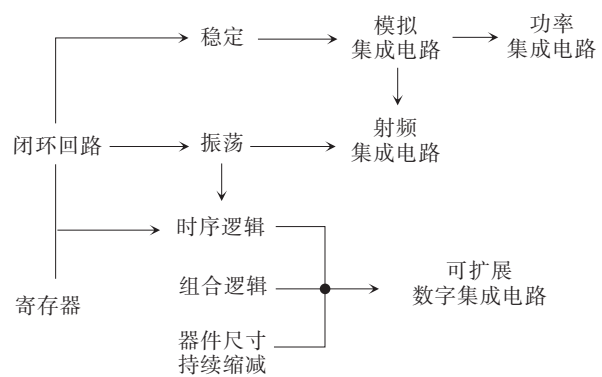 稳定
模拟
集成电路
功率
集成电路
闭环回路
振荡
射频
集成电路
时序逻辑
寄存器
组合逻辑
可扩展
数字集成电路
器件尺寸
持续缩减